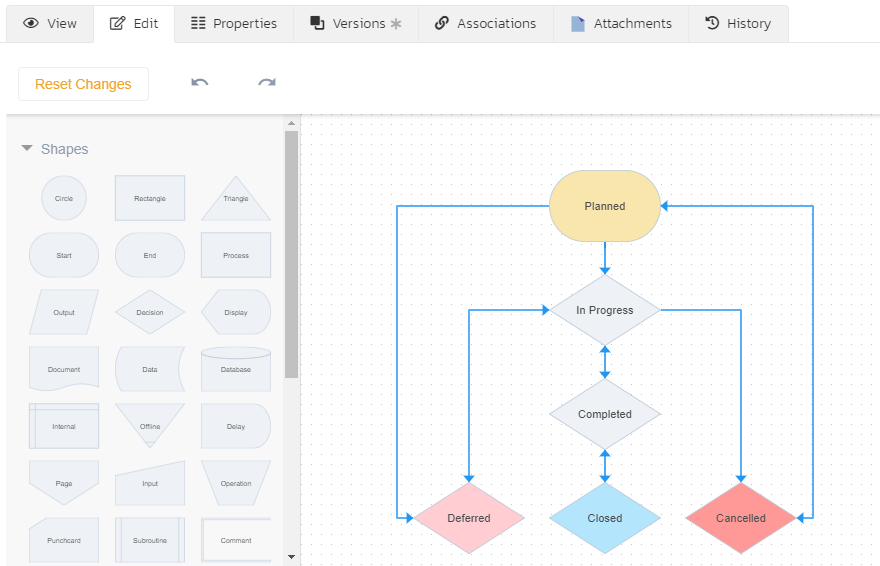 View Edit Properties Versions Associations Attachments History
Reset Changes
Shapes
Circle Rectangle Triangle
Start End Process
Output Decision Display
Document Data Database
Internal Offline Delay
Page Input Operation
Punchcard Subroutine Comment
Planned
In Progress
Completed
Deferred Closed Cancelled